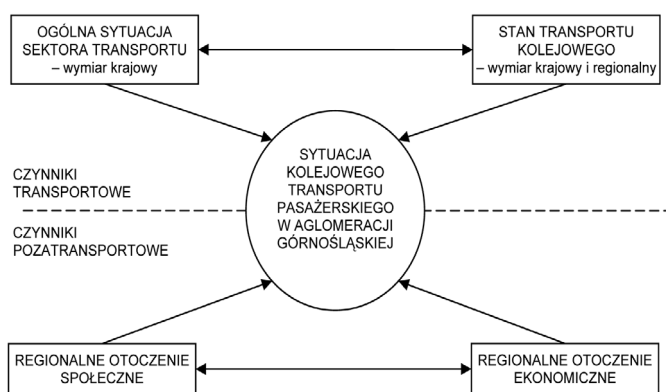 OGÓLNA SYTUACJA
SEKTORA TRANSPORTU
– wymiar krajowy
STAN TRANSPORTU
KOLEJOWEGO
– wymiar krajowy i regionalny
SYTUACJA
KOLEJOWEGO
TRANSPORTU
PASAŻERSKIEGO
W AGLOMERACJI
GÓRNOŚLĄSKIEJ
CZYNNIKI
TRANSPORTOWE
CZYNNIKI
POZATRANSPORTOWE
REGIONALNE OTOCZENIE
SPOŁECZNE
REGIONALNE OTOCZENIE
EKONOMICZNE